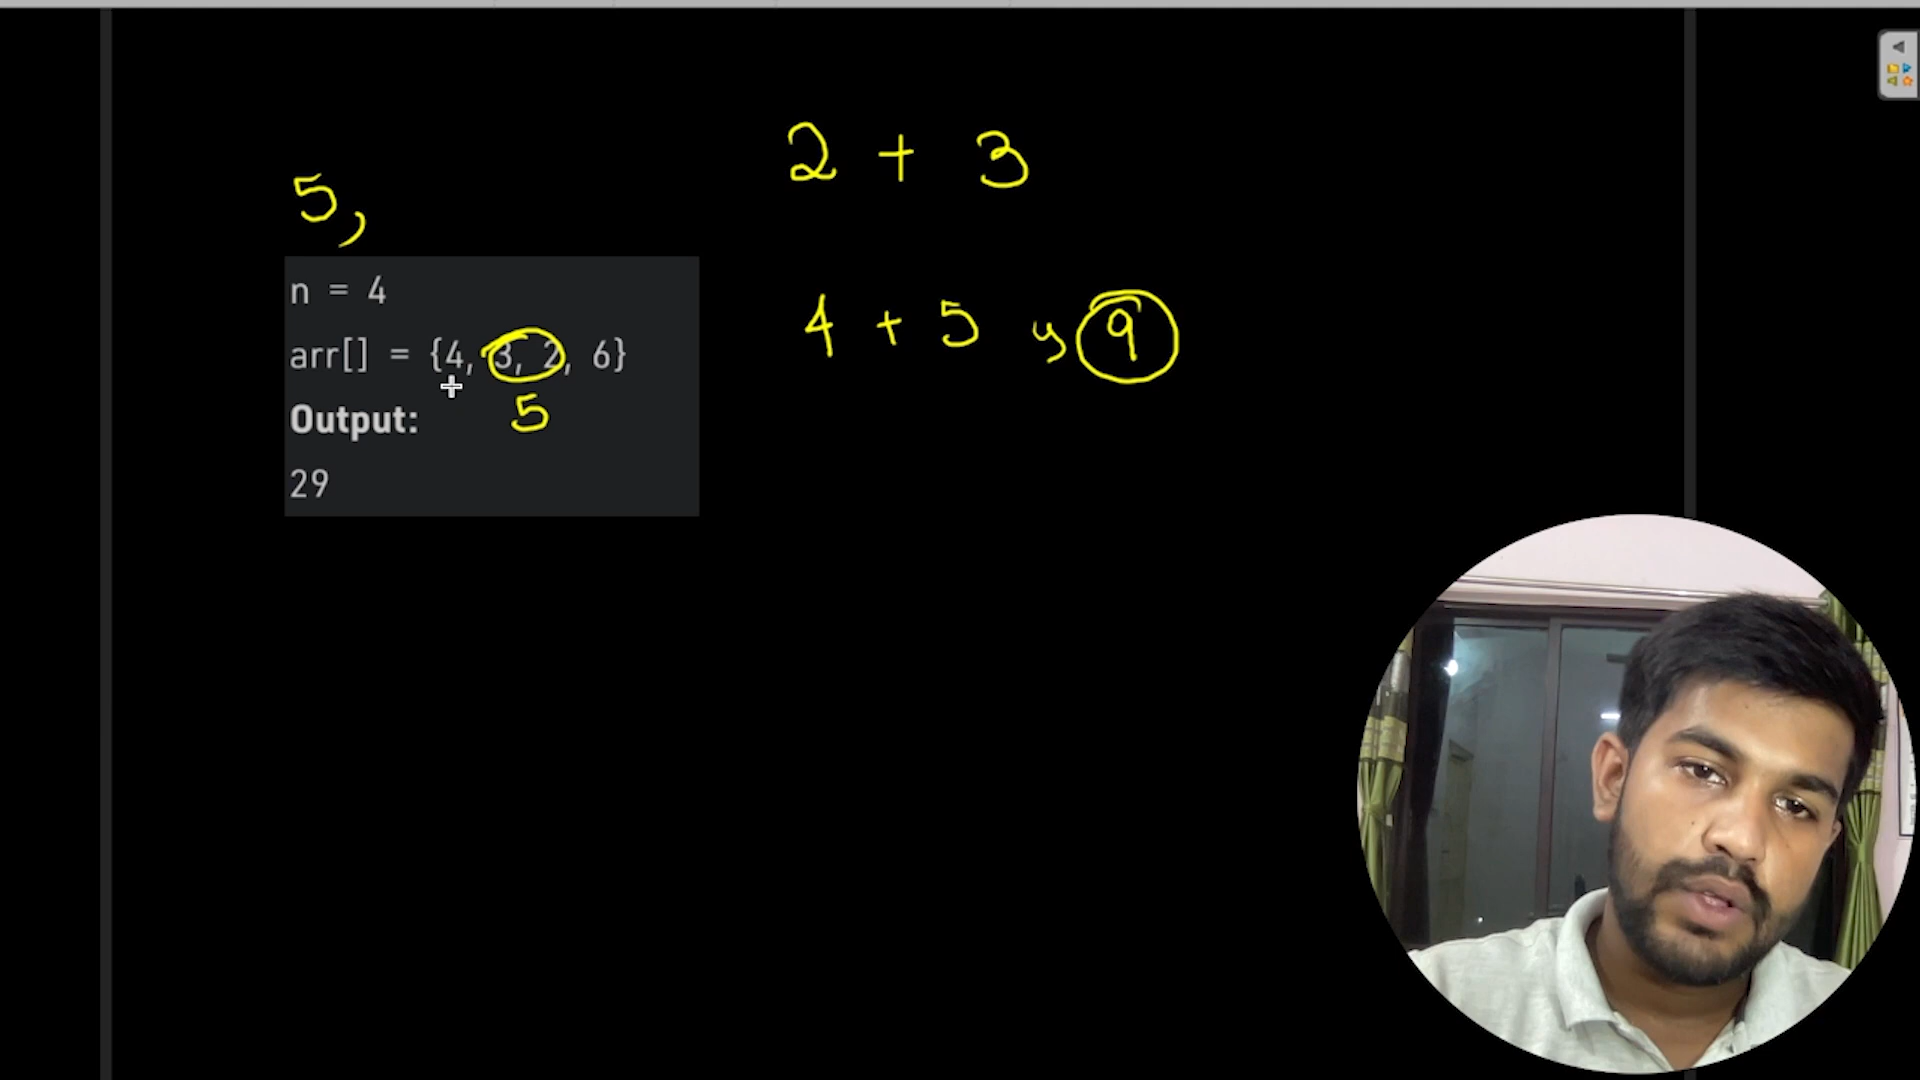 2 + 3
5,
n = 4
arr[] = {4, 3, 2, 6}
5
Output:
29
4 + 5 9